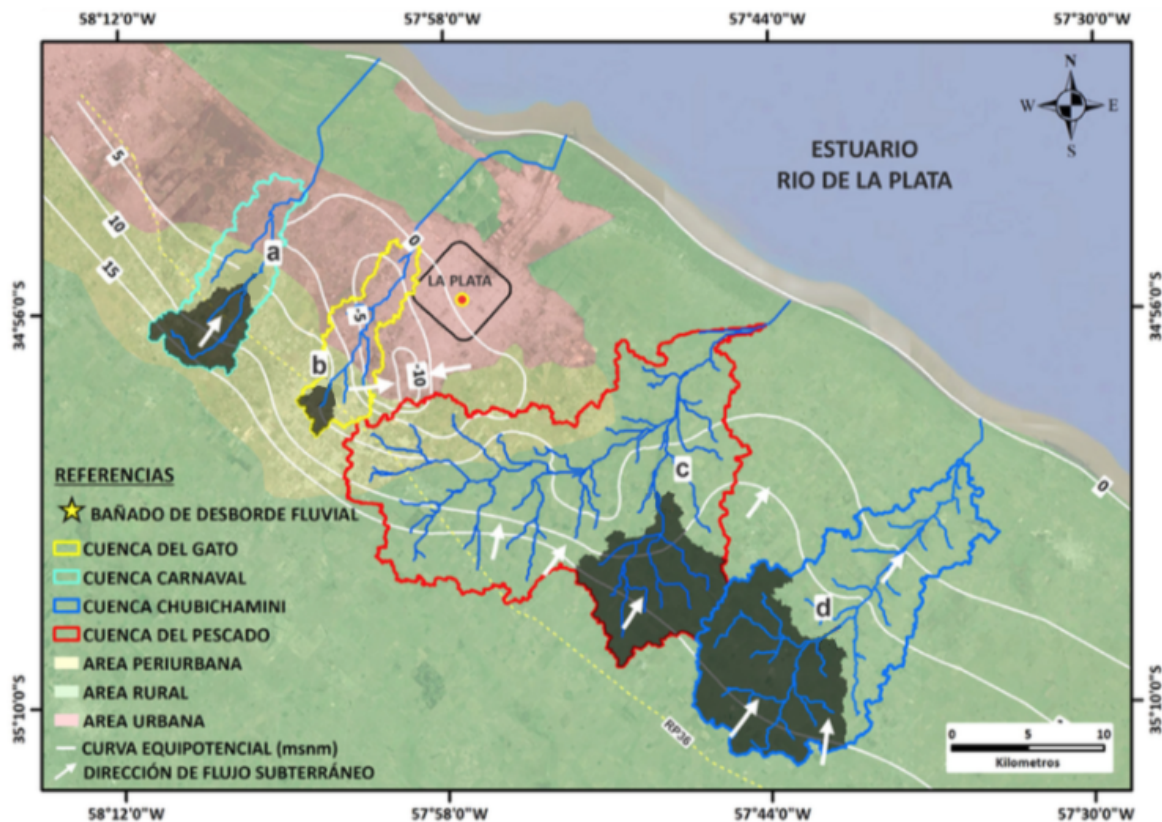 58°12'0"W
57°58'0"W
57°44'0"W
57°30'0"W
N
W
E
S
ESTUARIO
RIO DE LA PLATA
5
10
15
a
0
LA PLATA
-5
b
-10
34°56'0"S
34°56'0"S
c
0
d
REFERENCIAS
BAÑADO DE DESBORDE FLUVIAL
CUENCA DEL GATO
CUENCA CARNAVAL
CUENCA CHUBICHAMINI
CUENCA DEL PESCADO
AREA PERIURBANA
AREA RURAL
AREA URBANA
CURVA EQUIPOTENCIAL (msnm)
DIRECCIÓN DE FLUJO SUBTERRÁNEO
RP36
35°10'0"S
35°10'0"S
0
5
10
Kilometros
58°12'0"W
57°58'0"W
57°44'0"W
57°30'0"W